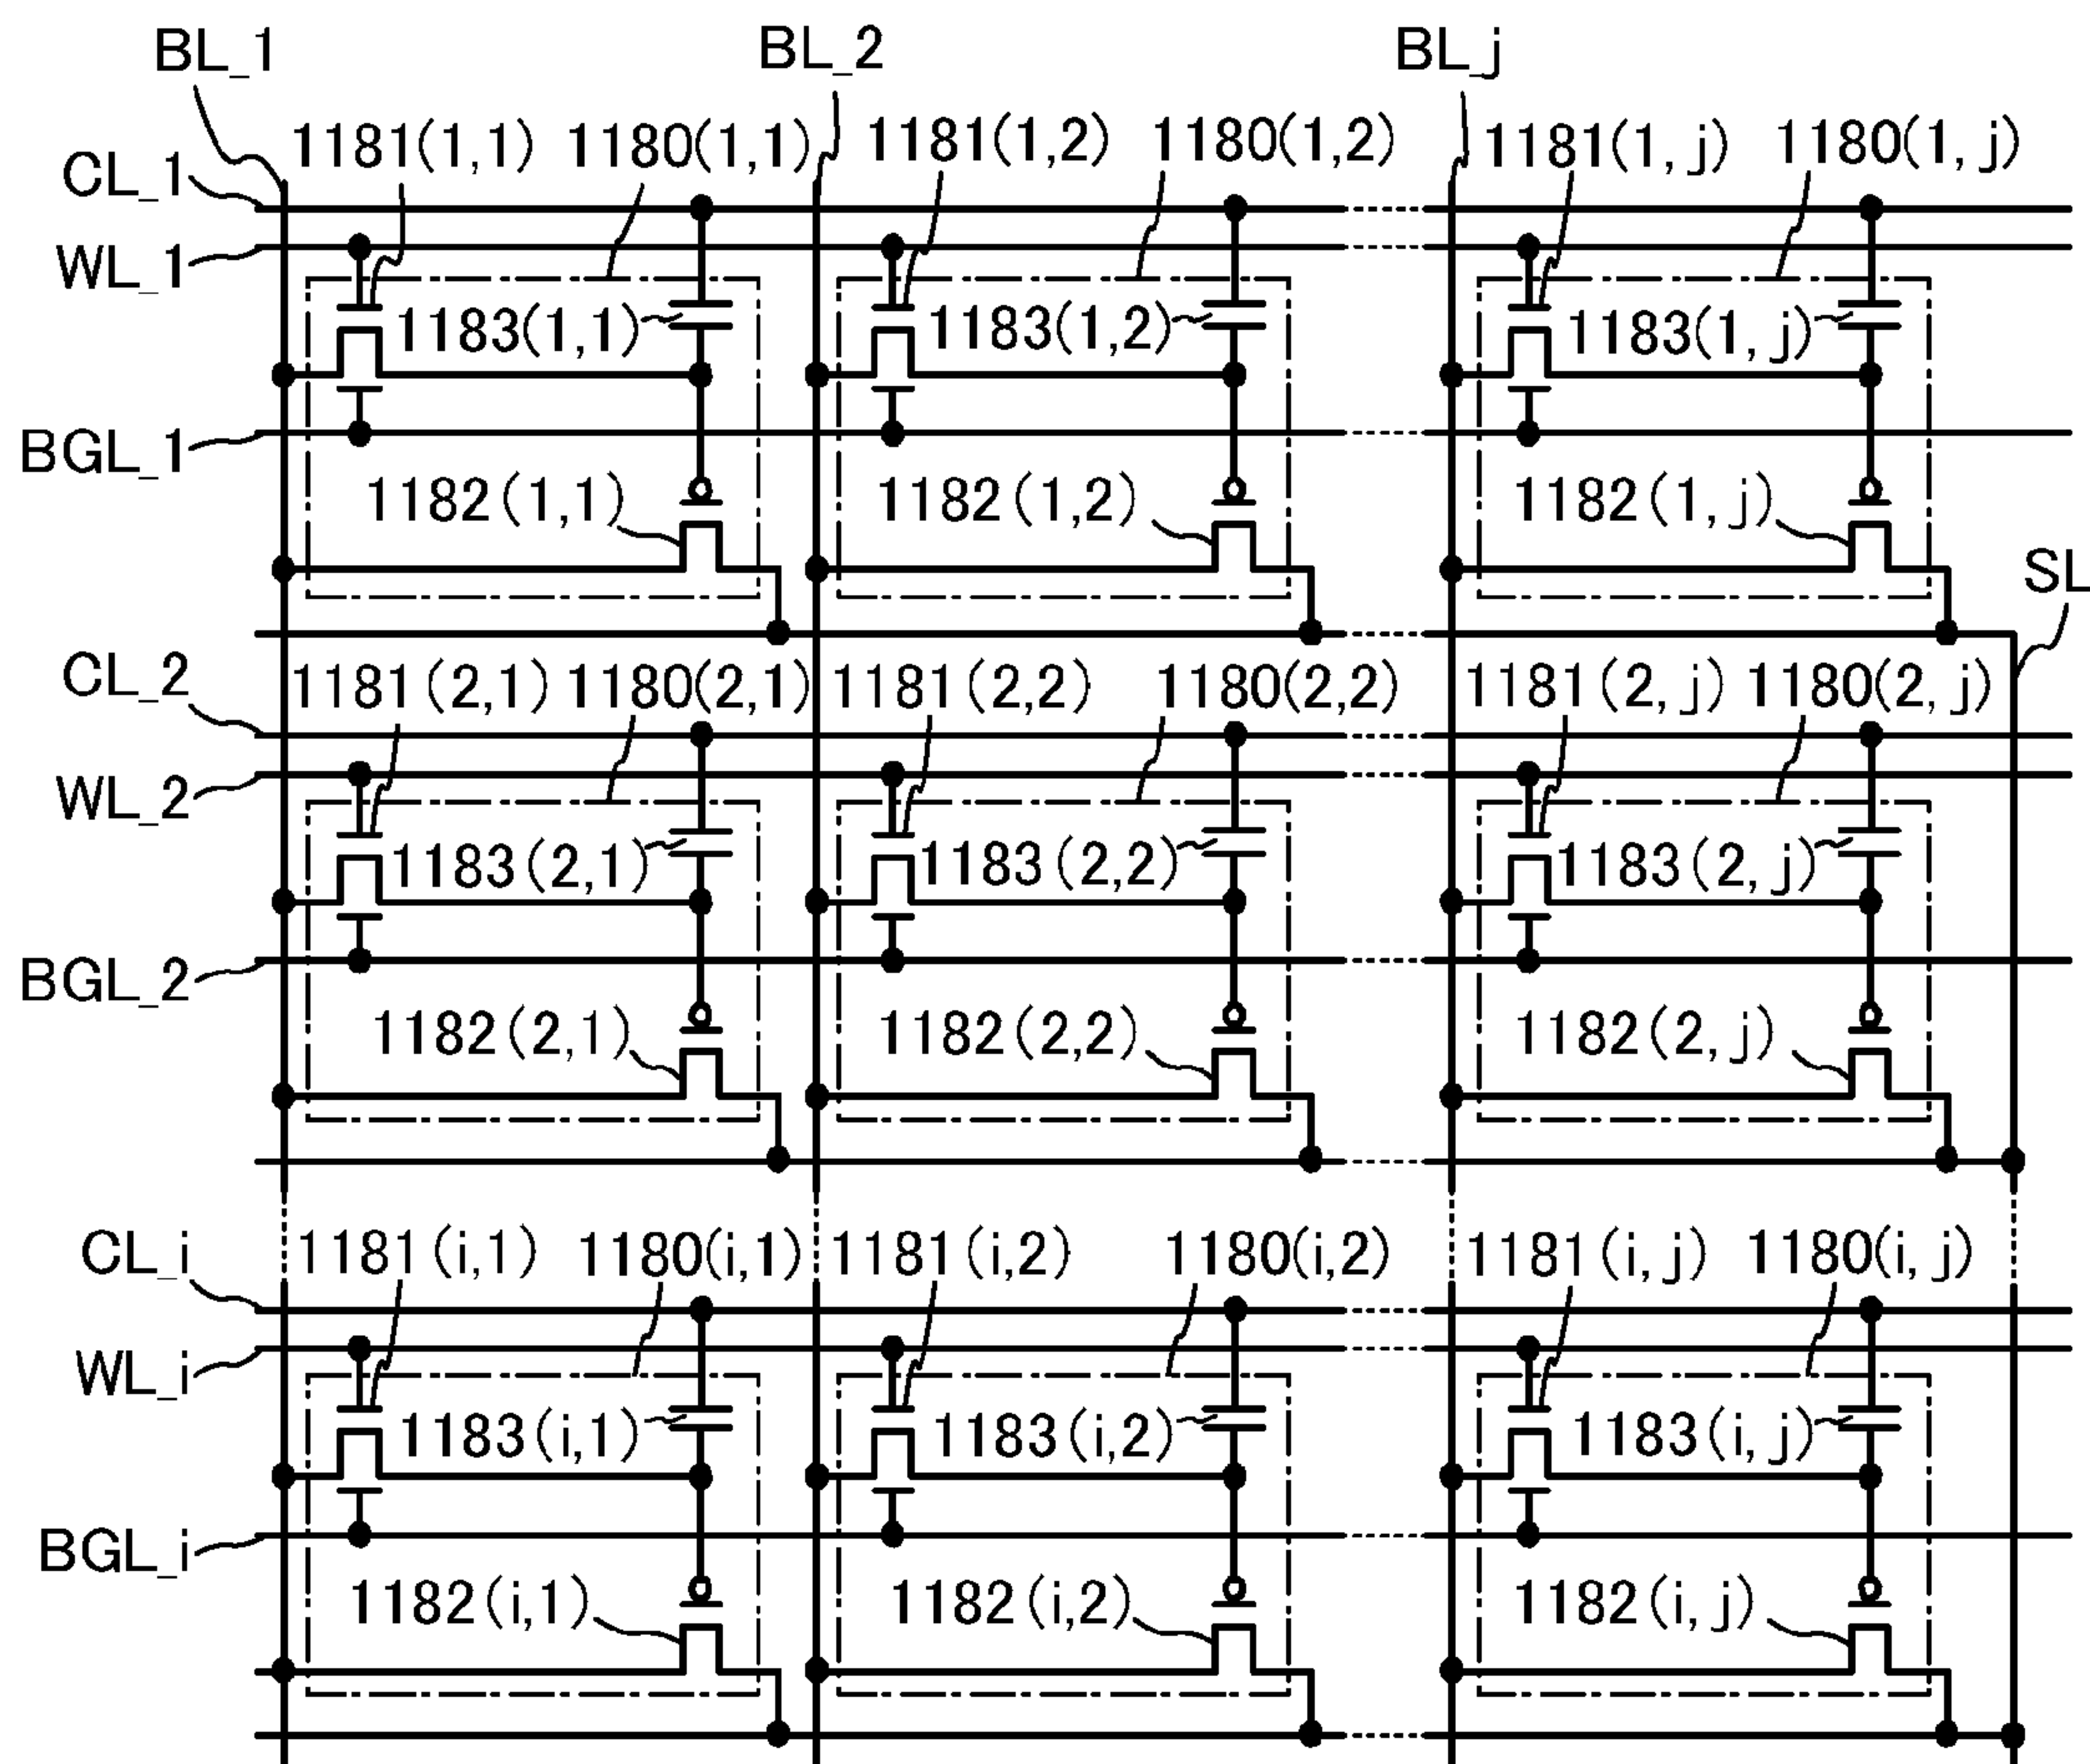 BL_1 BL_2 BL_j
1181(1,1) 1180(1,1) 1181(1,2) 1180(1,2) 1181(1,j) 1180(1,j)
CL_1
WL_1
1183(1,1) 1183(1,2) 1183(1,j)
BGL_1
1182(1,1) 1182(1,2) 1182(1,j)
SL
CL_2 1181(2,1) 1180(2,1) 1181(2,2) 1180(2,2) 1181(2,j) 1180(2,j)
WL_2
1183(2,1) 1183(2,2) 1183(2,j)
BGL_2
1182(2,1) 1182(2,2) 1182(2,j)
CL_i 1181(i,1) 1180(i,1) 1181(i,2) 1180(i,2) 1181(i,j) 1180(i,j)
WL_i
1183(i,1) 1183(i,2) 1183(i,j)
BGL_i
1182(i,1) 1182(i,2) 1182(i,j)